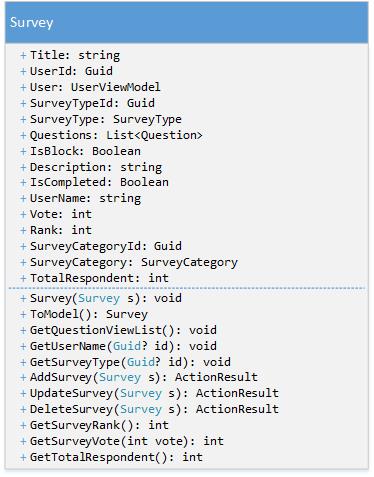 Survey
+ Title: string
+ UserId: Guid
+ User: UserViewModel
+ SurveyTypeId: Guid
+ SurveyType: SurveyType
+ Questions: List<Question>
+ IsBlock: Boolean
+ Description: string
+ IsCompleted: Boolean
+ UserName: string
+ Vote: int
+ Rank: int
+ SurveyCategoryId: Guid
+ SurveyCategory: SurveyCategory
+ TotalRespondent: int
+ Survey(Survey s): void
+ ToModel(): Survey
+ GetQuestionViewList(): void
+ GetUserName(Guid? id): void
+ GetSurveyType(Guid? id): void
+ AddSurvey(Survey s): ActionResult
+ UpdateSurvey(Survey s): ActionResult
+ DeleteSurvey(Survey s): ActionResult
+ GetSurveyRank(): int
+ GetSurveyVote(int vote): int
+ GetTotalRespondent(): int